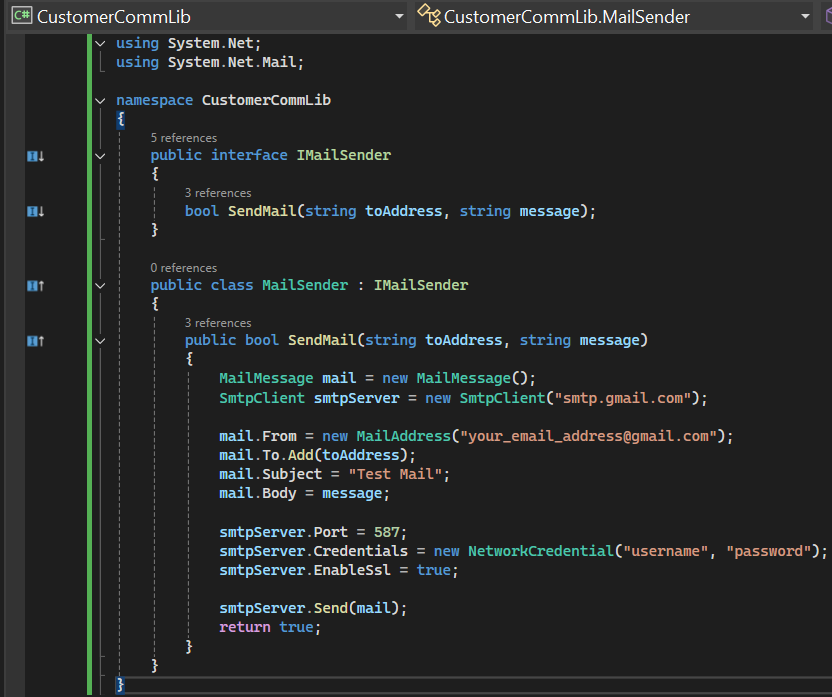 C# CustomerCommLib
CustomerCommLib.MailSender
using System.Net;
using System.Net.Mail;
namespace CustomerCommLib
{
5 references
public interface IMailSender
{
3 references
bool SendMail(string toAddress, string message);
}
0 references
public class MailSender : IMailSender
{
3 references
public bool SendMail(string toAddress, string message)
{
MailMessage mail = new MailMessage();
SmtpClient smtpServer = new SmtpClient("smtp.gmail.com");
mail.From = new MailAddress("your_email_address@gmail.com");
mail.To.Add(toAddress);
mail.Subject = "Test Mail";
mail.Body = message;
smtpServer.Port = 587;
smtpServer.Credentials = new NetworkCredential("username", "password");
smtpServer.EnableSsl = true;
smtpServer.Send(mail);
return true;
}
}
}